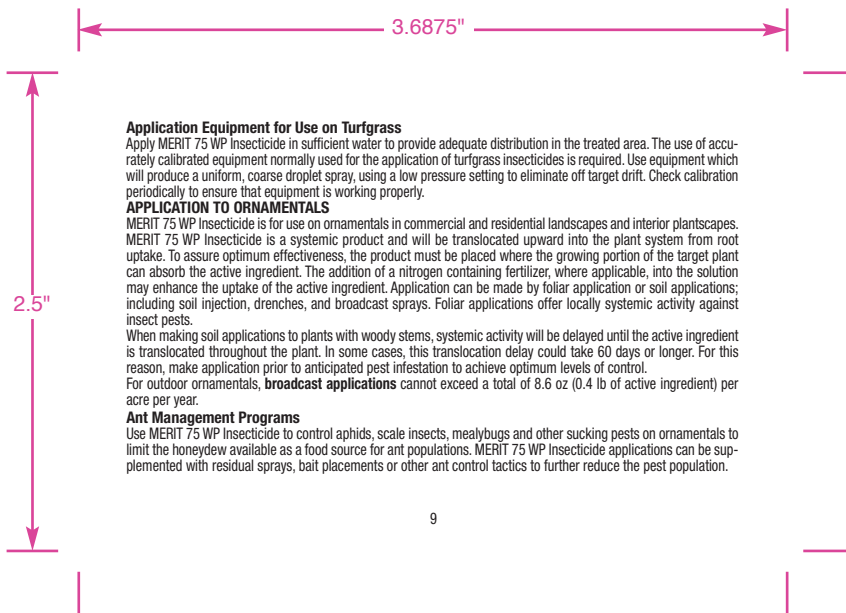 3.6875"
2.5"
Application Equipment for Use on Turfgrass
Apply MERIT 75 WP Insecticide in sufficient water to provide adequate distribution in the treated area. The use of accu-
rately calibrated equipment normally used for the application of turfgrass insecticides is required. Use equipment which
will produce a uniform, coarse droplet spray, using a low pressure setting to eliminate off target drift. Check calibration
periodically to ensure that equipment is working properly.
APPLICATION TO ORNAMENTALS
MERIT 75 WP Insecticide is for use on ornamentals in commercial and residential landscapes and interior plantscapes.
MERIT 75 WP Insecticide is a systemic product and will be translocated upward into the plant system from root
uptake. To assure optimum effectiveness, the product must be placed where the growing portion of the target plant
can absorb the active ingredient. The addition of a nitrogen containing fertilizer, where applicable, into the solution
may enhance the uptake of the active ingredient. Application can be made by foliar application or soil applications;
including soil injection, drenches, and broadcast sprays. Foliar applications offer locally systemic activity against
insect pests.
When making soil applications to plants with woody stems, systemic activity will be delayed until the active ingredient
is translocated throughout the plant. In some cases, this translocation delay could take 60 days or longer. For this
reason, make application prior to anticipated pest infestation to achieve optimum levels of control.
For outdoor ornamentals, broadcast applications cannot exceed a total of 8.6 oz (0.4 lb of active ingredient) per
acre per year.
Ant Management Programs
Use MERIT 75 WP Insecticide to control aphids, scale insects, mealybugs and other sucking pests on ornamentals to
limit the honeydew available as a food source for ant populations. MERIT 75 WP Insecticide applications can be sup-
plemented with residual sprays, bait placements or other ant control tactics to further reduce the pest population.
9